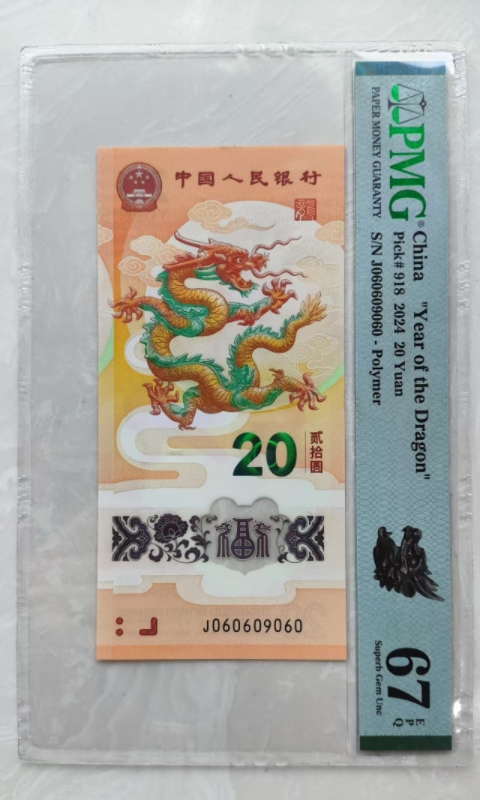 中国人民银行
20
贰拾圆
J060609060
PMG®
PAPER MONEY GUARANTY
China "Year of the Dragon"
Pick# 918 2024 20 Yuan
S/N J060609060 - Polymer
67 EPQ
Superb Gem Unc